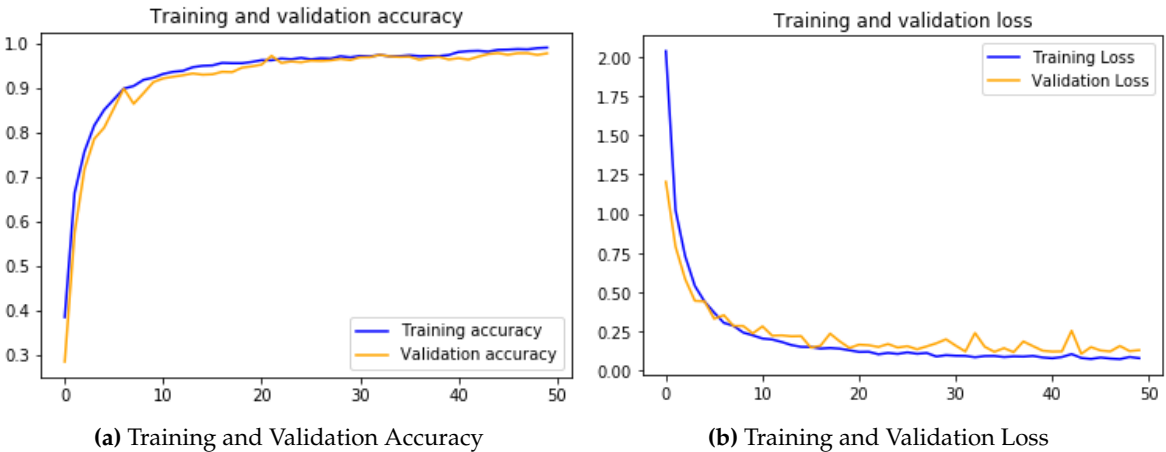 Training and validation accuracy
1.0
0.9
0.8
0.7
0.6
0.5
0.4
0.3
Training accuracy
Validation accuracy
0 10 20 30 40 50
(a) Training and Validation Accuracy
Training and validation loss
2.00
1.75
1.50
1.25
1.00
0.75
0.50
0.25
0.00
Training Loss
Validation Loss
0 10 20 30 40 50
(b) Training and Validation Loss